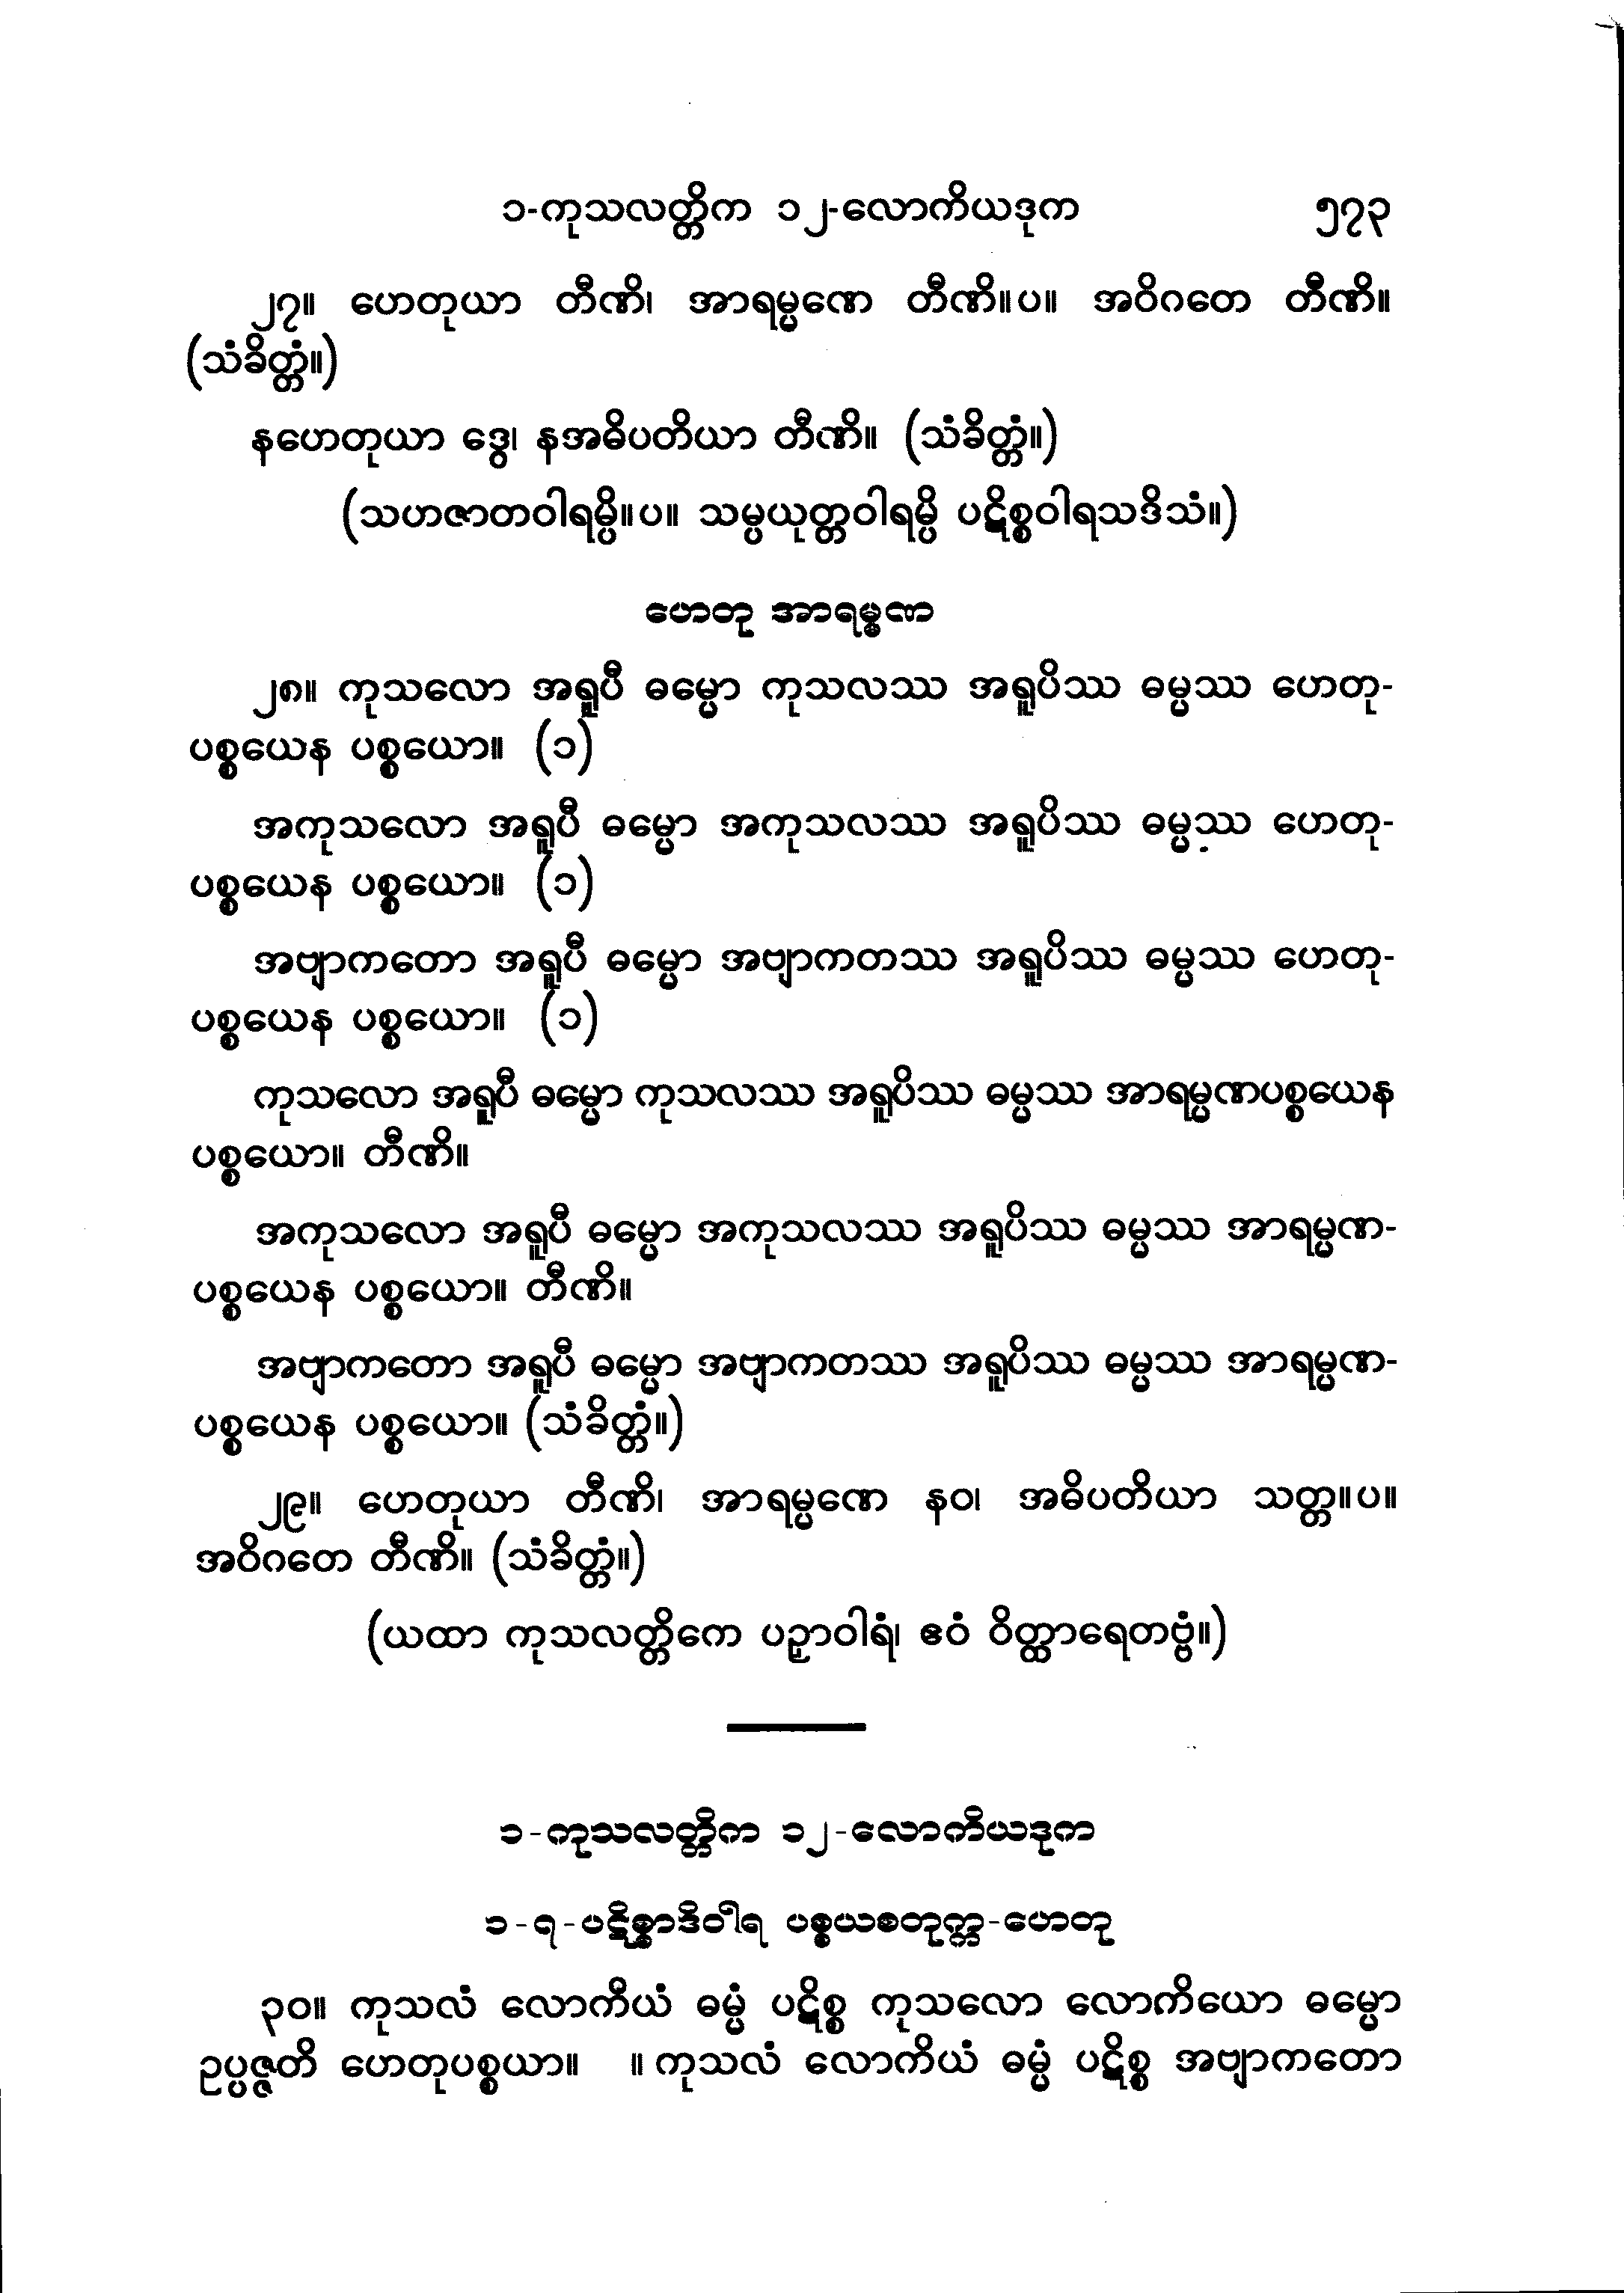 ၁-ကုသလတ္တိက ၁၂-လောကိယဒုက ၅၇၃
၂၇။ ဟေတုယာ တီဏိ၊ အာရမ္မဏေ တီဏိ။ပ။ အဝိဂတေ တီဏိ။
(သံခိတ္တံ။)
နဟေတုယာ ဒွေ၊ နအဓိပတိယာ တီဏိ။ (သံခိတ္တံ။)
(သဟဇာတဝါရမ္ပိ။ပ။ သမ္ပယုတ္တဝါရမ္ပိ ပဋိစ္စဝါရသဒိသံ။)
ဟေတု အာရမ္မဏ
၂၈။ ကုသလော အရူပီ ဓမ္မော ကုသလဿ အရူပိဿ ဓမ္မဿ ဟေတု-
ပစ္စယေန ပစ္စယော။ (၁)
အကုသလော အရူပီ ဓမ္မော အကုသလဿ အရူပိဿ ဓမ္မဿ ဟေတု-
ပစ္စယေန ပစ္စယော။ (၁)
အဗျာကတော အရူပီ ဓမ္မော အဗျာကတဿ အရူပိဿ ဓမ္မဿ ဟေတု-
ပစ္စယေန ပစ္စယော။ (၁)
ကုသလော အရူပီ ဓမ္မော ကုသလဿ အရူပိဿ ဓမ္မဿ အာရမ္မဏပစ္စယေန
ပစ္စယော။ တီဏိ။
အကုသလော အရူပီ ဓမ္မော အကုသလဿ အရူပိဿ ဓမ္မဿ အာရမ္မဏ-
ပစ္စယေန ပစ္စယော။ တီဏိ။
အဗျာကတော အရူပီ ဓမ္မော အဗျာကတဿ အရူပိဿ ဓမ္မဿ အာရမ္မဏ-
ပစ္စယေန ပစ္စယော။ (သံခိတ္တံ။)
၂၉။ ဟေတုယာ တီဏိ၊ အာရမ္မဏေ နဝ၊ အဓိပတိယာ သတ္တ။ပ။
အဝိဂတေ တီဏိ။ (သံခိတ္တံ။)
(ယထာ ကုသလတ္တိကေ ပဉှာဝါရံ၊ ဧဝံ ဝိတ္ထာရေတဗ္ဗံ။)
၁-ကုသလတ္တိက ၁၂-လောကိယဒုက
၁-၇-ပဋိစ္စာဒိဝါရ ပစ္စယစတုက္က-ဟေတု
၃၀။ ကုသလံ လောကိယံ ဓမ္မံ ပဋိစ္စ ကုသလော လောကိယော ဓမ္မော
ဥပ္ပဇ္ဇတိ ဟေတုပစ္စယာ။ ။ ကုသလံ လောကိယံ ဓမ္မံ ပဋိစ္စ အဗျာကတော